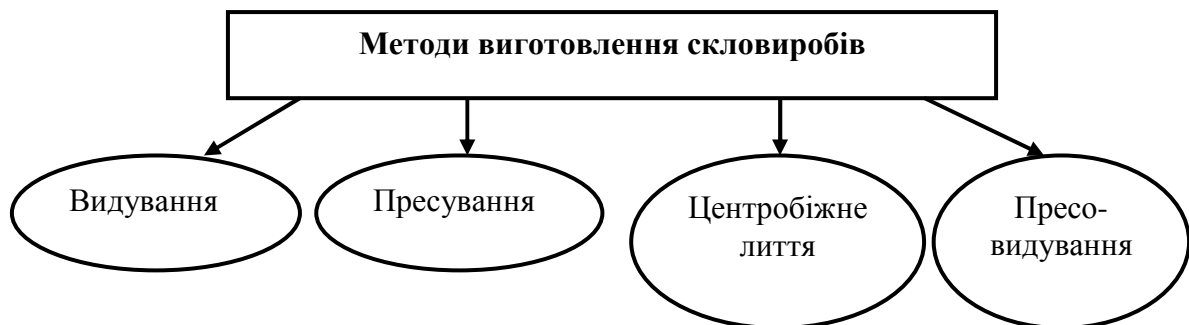 Методи виготовлення скловиробів
Видування
Пресування
Центробіжне
лиття
Пресо-
видування